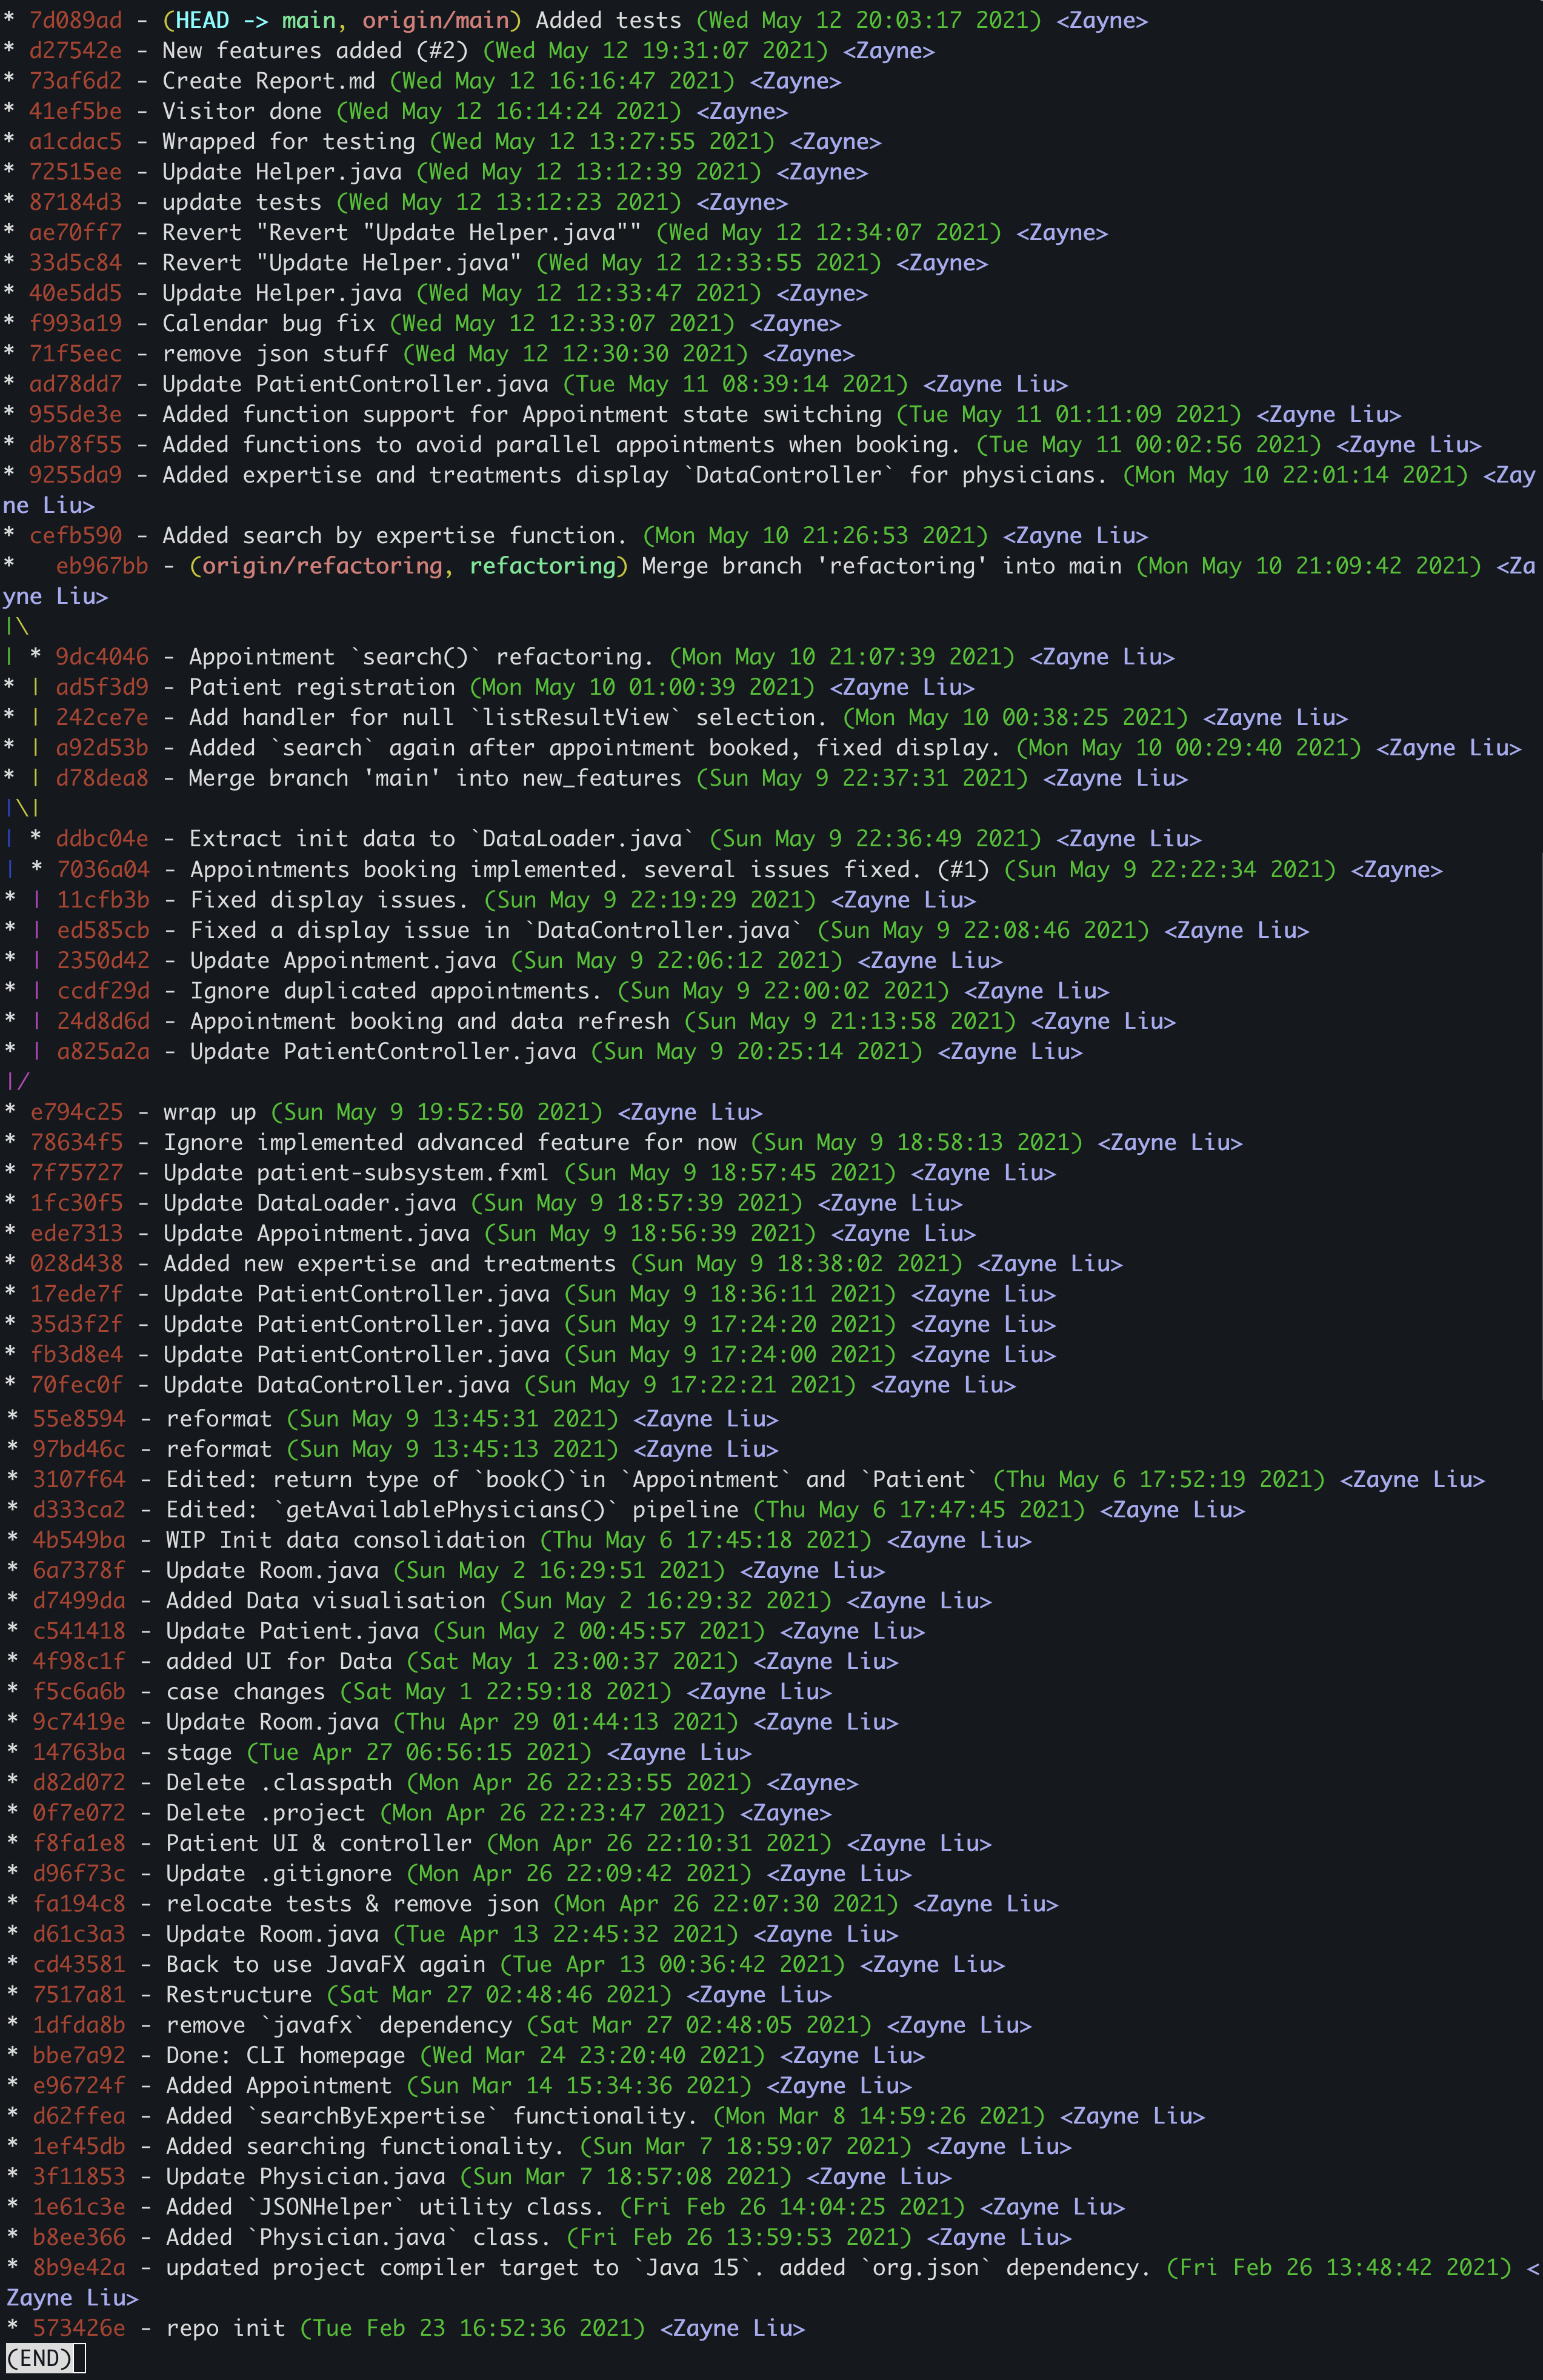 * 7d089ad - (HEAD -> main, origin/main) Added tests (Wed May 12 20:03:17 2021) <Zayne>
* d27542e - New features added (#2) (Wed May 12 19:31:07 2021) <Zayne>
* 73af6d2 - Create Report.md (Wed May 12 16:16:47 2021) <Zayne>
* 41ef5be - Visitor done (Wed May 12 16:14:24 2021) <Zayne>
* a1cdac5 - Wrapped for testing (Wed May 12 13:27:55 2021) <Zayne>
* 72515ee - Update Helper.java (Wed May 12 13:12:39 2021) <Zayne>
* 87184d3 - update tests (Wed May 12 13:12:23 2021) <Zayne>
* ae70ff7 - Revert "Revert "Update Helper.java"" (Wed May 12 12:34:07 2021) <Zayne>
* 33d5c84 - Revert "Update Helper.java" (Wed May 12 12:33:55 2021) <Zayne>
* 40e5dd5 - Update Helper.java (Wed May 12 12:33:47 2021) <Zayne>
* f993a19 - Calendar bug fix (Wed May 12 12:33:07 2021) <Zayne>
* 71f5eec - remove json stuff (Wed May 12 12:30:30 2021) <Zayne>
* ad78dd7 - Update PatientController.java (Tue May 11 08:39:14 2021) <Zayne Liu>
* 955de3e - Added function support for Appointment state switching (Tue May 11 01:11:09 2021) <Zayne Liu>
* db78f55 - Added functions to avoid parallel appointments when booking. (Tue May 11 00:02:56 2021) <Zayne Liu>
* 9255da9 - Added expertise and treatments display `DataController` for physicians. (Mon May 10 22:01:14 2021) <Zay
ne Liu>
* cefb590 - Added search by expertise function. (Mon May 10 21:26:53 2021) <Zayne Liu>
*   eb967bb - (origin/refactoring, refactoring) Merge branch 'refactoring' into main (Mon May 10 21:09:42 2021) <Za
yne Liu>
|\
| * 9dc4046 - Appointment `search()` refactoring. (Mon May 10 21:07:39 2021) <Zayne Liu>
* | ad5f3d9 - Patient registration (Mon May 10 01:00:39 2021) <Zayne Liu>
* | 242ce7e - Add handler for null `listResultView` selection. (Mon May 10 00:38:25 2021) <Zayne Liu>
* | a92d53b - Added `search` again after appointment booked, fixed display. (Mon May 10 00:29:40 2021) <Zayne Liu>
* | d78dea8 - Merge branch 'main' into new_features (Sun May 9 22:37:31 2021) <Zayne Liu>
|\|
| * ddbc04e - Extract init data to `DataLoader.java` (Sun May 9 22:36:49 2021) <Zayne Liu>
| * 7036a04 - Appointments booking implemented. several issues fixed. (#1) (Sun May 9 22:22:34 2021) <Zayne>
* | 11cfb3b - Fixed display issues. (Sun May 9 22:19:29 2021) <Zayne Liu>
* | ed585cb - Fixed a display issue in `DataController.java` (Sun May 9 22:08:46 2021) <Zayne Liu>
* | 2350d42 - Update Appointment.java (Sun May 9 22:06:12 2021) <Zayne Liu>
* | ccdf29d - Ignore duplicated appointments. (Sun May 9 22:00:02 2021) <Zayne Liu>
* | 24d8d6d - Appointment booking and data refresh (Sun May 9 21:13:58 2021) <Zayne Liu>
* | a825a2a - Update PatientController.java (Sun May 9 20:25:14 2021) <Zayne Liu>
|/
* e794c25 - wrap up (Sun May 9 19:52:50 2021) <Zayne Liu>
* 78634f5 - Ignore implemented advanced feature for now (Sun May 9 18:58:13 2021) <Zayne Liu>
* 7f75727 - Update patient-subsystem.fxml (Sun May 9 18:57:45 2021) <Zayne Liu>
* 1fc30f5 - Update DataLoader.java (Sun May 9 18:57:39 2021) <Zayne Liu>
* ede7313 - Update Appointment.java (Sun May 9 18:56:39 2021) <Zayne Liu>
* 028d438 - Added new expertise and treatments (Sun May 9 18:38:02 2021) <Zayne Liu>
* 17ede7f - Update PatientController.java (Sun May 9 18:36:11 2021) <Zayne Liu>
* 35d3f2f - Update PatientController.java (Sun May 9 17:24:20 2021) <Zayne Liu>
* fb3d8e4 - Update PatientController.java (Sun May 9 17:24:00 2021) <Zayne Liu>
* 70fec0f - Update DataController.java (Sun May 9 17:22:21 2021) <Zayne Liu>
* 55e8594 - reformat (Sun May 9 13:45:31 2021) <Zayne Liu>
* 97bd46c - reformat (Sun May 9 13:45:13 2021) <Zayne Liu>
* 3107f64 - Edited: return type of `book()`in `Appointment` and `Patient` (Thu May 6 17:52:19 2021) <Zayne Liu>
* d333ca2 - Edited: `getAvailablePhysicians()` pipeline (Thu May 6 17:47:45 2021) <Zayne Liu>
* 4b549ba - WIP Init data consolidation (Thu May 6 17:45:18 2021) <Zayne Liu>
* 6a7378f - Update Room.java (Sun May 2 16:29:51 2021) <Zayne Liu>
* d7499da - Added Data visualisation (Sun May 2 16:29:32 2021) <Zayne Liu>
* c541418 - Update Patient.java (Sun May 2 00:45:57 2021) <Zayne Liu>
* 4f98c1f - added UI for Data (Sat May 1 23:00:37 2021) <Zayne Liu>
* f5c6a6b - case changes (Sat May 1 22:59:18 2021) <Zayne Liu>
* 9c7419e - Update Room.java (Thu Apr 29 01:44:13 2021) <Zayne Liu>
* 14763ba - stage (Tue Apr 27 06:56:15 2021) <Zayne Liu>
* d82d072 - Delete .classpath (Mon Apr 26 22:23:55 2021) <Zayne>
* 0f7e072 - Delete .project (Mon Apr 26 22:23:47 2021) <Zayne>
* f8fa1e8 - Patient UI & controller (Mon Apr 26 22:10:31 2021) <Zayne Liu>
* d96f73c - Update .gitignore (Mon Apr 26 22:09:42 2021) <Zayne Liu>
* fa194c8 - relocate tests & remove json (Mon Apr 26 22:07:30 2021) <Zayne Liu>
* d61c3a3 - Update Room.java (Tue Apr 13 22:45:32 2021) <Zayne Liu>
* cd43581 - Back to use JavaFX again (Tue Apr 13 00:36:42 2021) <Zayne Liu>
* 7517a81 - Restructure (Sat Mar 27 02:48:46 2021) <Zayne Liu>
* 1dfda8b - remove `javafx` dependency (Sat Mar 27 02:48:05 2021) <Zayne Liu>
* bbe7a92 - Done: CLI homepage (Wed Mar 24 23:20:40 2021) <Zayne Liu>
* e96724f - Added Appointment (Sun Mar 14 15:34:36 2021) <Zayne Liu>
* d62ffea - Added `searchByExpertise` functionality. (Mon Mar 8 14:59:26 2021) <Zayne Liu>
* 1ef45db - Added searching functionality. (Sun Mar 7 18:59:07 2021) <Zayne Liu>
* 3f11853 - Update Physician.java (Sun Mar 7 18:57:08 2021) <Zayne Liu>
* 1e61c3e - Added `JSONHelper` utility class. (Fri Feb 26 14:04:25 2021) <Zayne Liu>
* b8ee366 - Added `Physician.java` class. (Fri Feb 26 13:59:53 2021) <Zayne Liu>
* 8b9e42a - updated project compiler target to `Java 15`. added `org.json` dependency. (Fri Feb 26 13:48:42 2021) <
Zayne Liu>
* 573426e - repo init (Tue Feb 23 16:52:36 2021) <Zayne Liu>
(END)